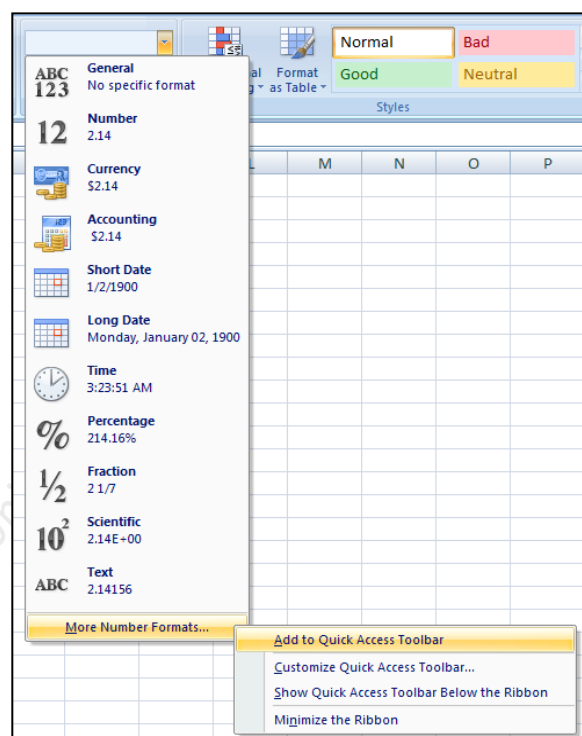 Normal Bad
al Format Good Neutral
as Table
Styles
L M N O P
ABC 123 General
No specific format
12 Number
2.14
Currency
$2.14
Accounting
$2.14
Short Date
1/2/1900
Long Date
Monday, January 02, 1900
Time
3:23:51 AM
% Percentage
214.16%
1/2 Fraction
2 1/7
10² Scientific
2.14E+00
ABC Text
2.14156
More Number Formats...
Add to Quick Access Toolbar
Customize Quick Access Toolbar...
Show Quick Access Toolbar Below the Ribbon
Minimize the Ribbon